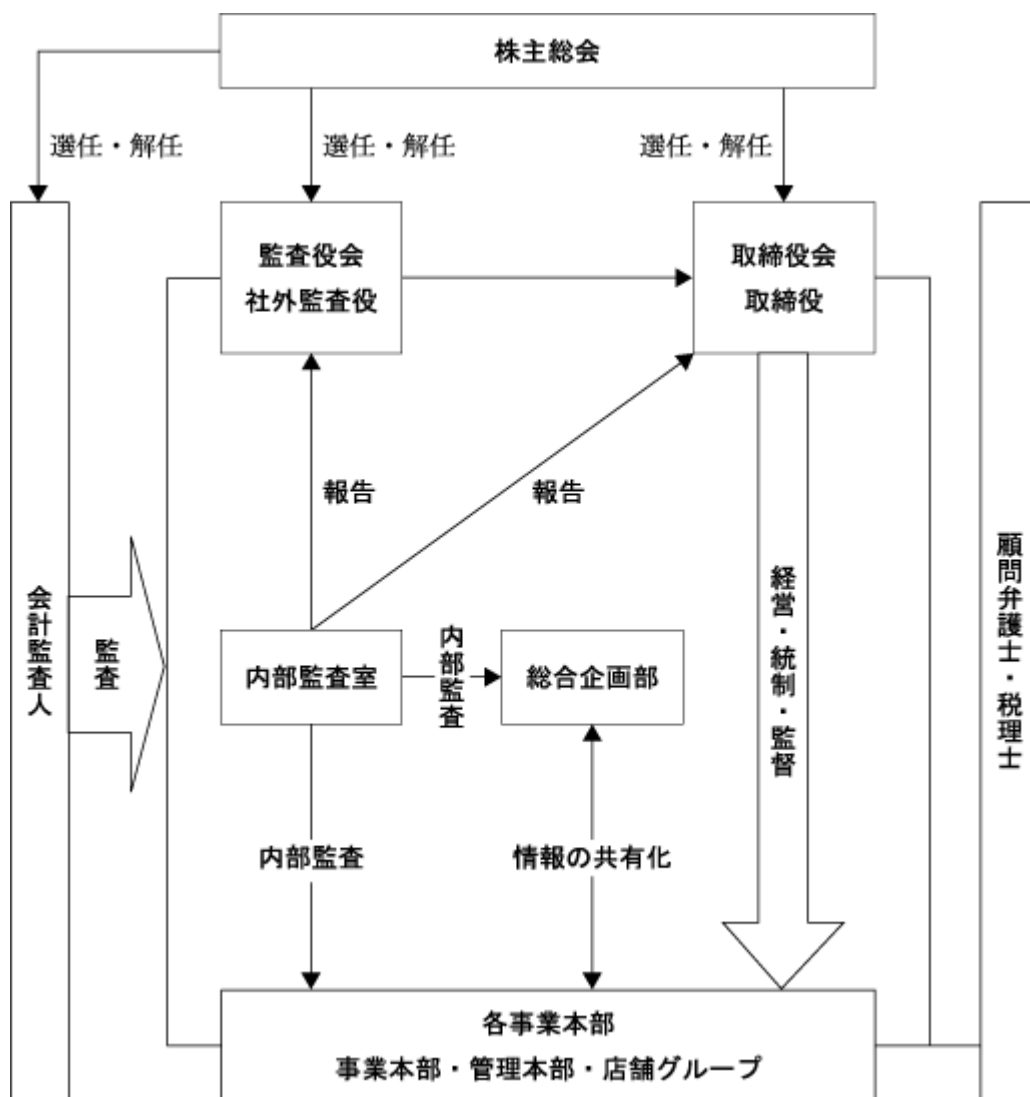 株主総会
選任・解任
選任・解任
選任・解任
監査役会
社外監査役
取締役会
取締役
報告
報告
会計監査人
監査
内部監査室
内部監査
総合企画部
経営・統制・監督
顧問弁護士・税理士
内部監査
情報の共有化
各事業本部
事業本部・管理本部・店舗グループ